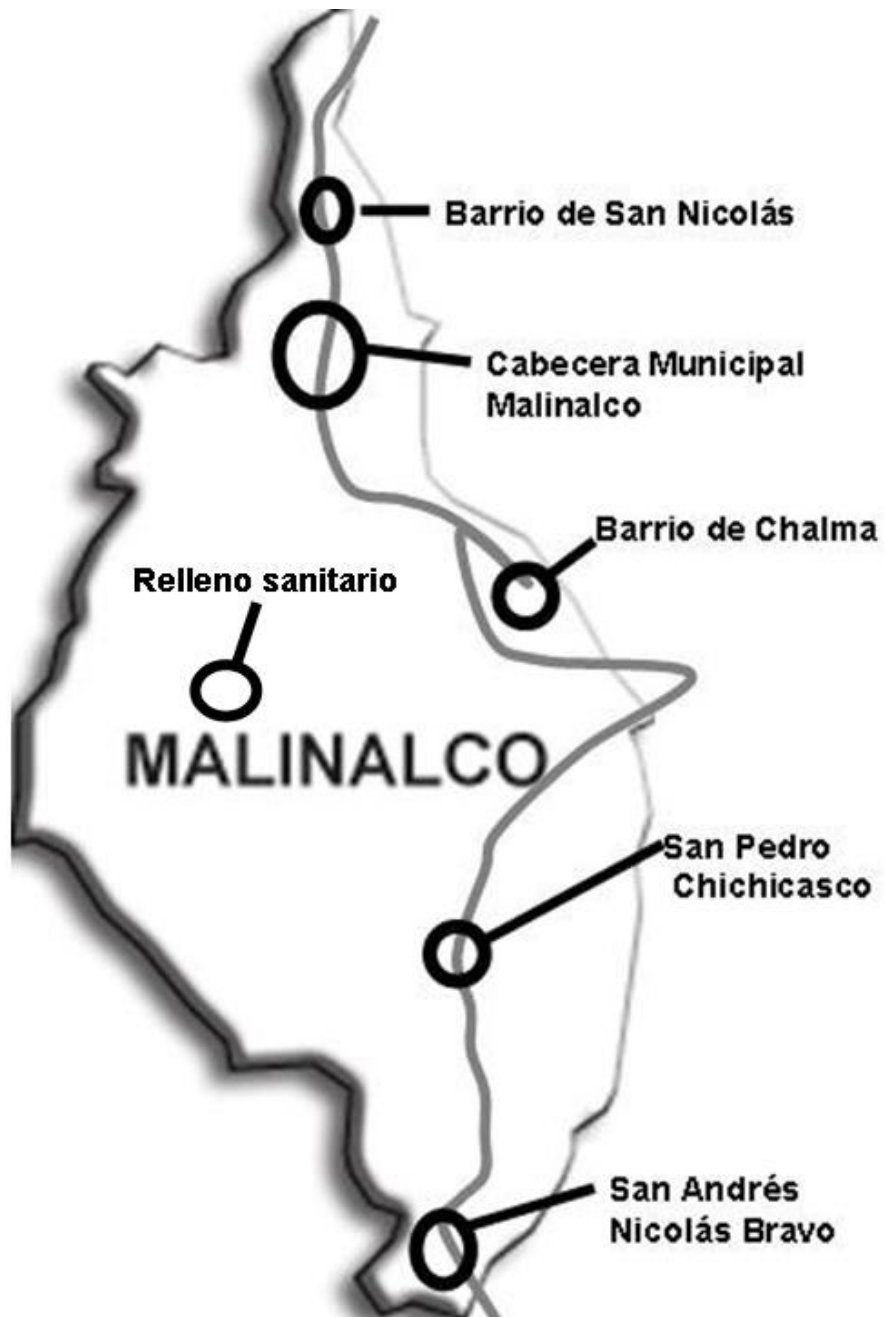 Barrio de San Nicolás
Cabecera Municipal
Malinalco
Barrio de Chalma
Relleno sanitario
MALINALCO
San Pedro
Chichicasco
San Andrés
Nicolás Bravo